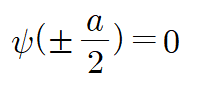 ψ(± a/2) = 0